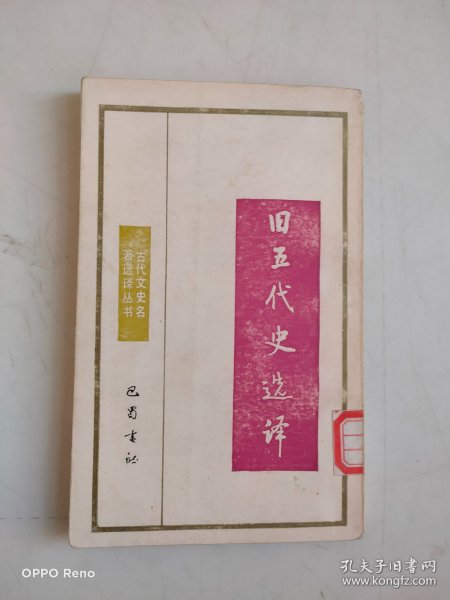 旧五代史选译
古代文史名
著选译丛书
巴蜀书社
OPPO Reno
孔夫子旧书网
www.kongfz.com